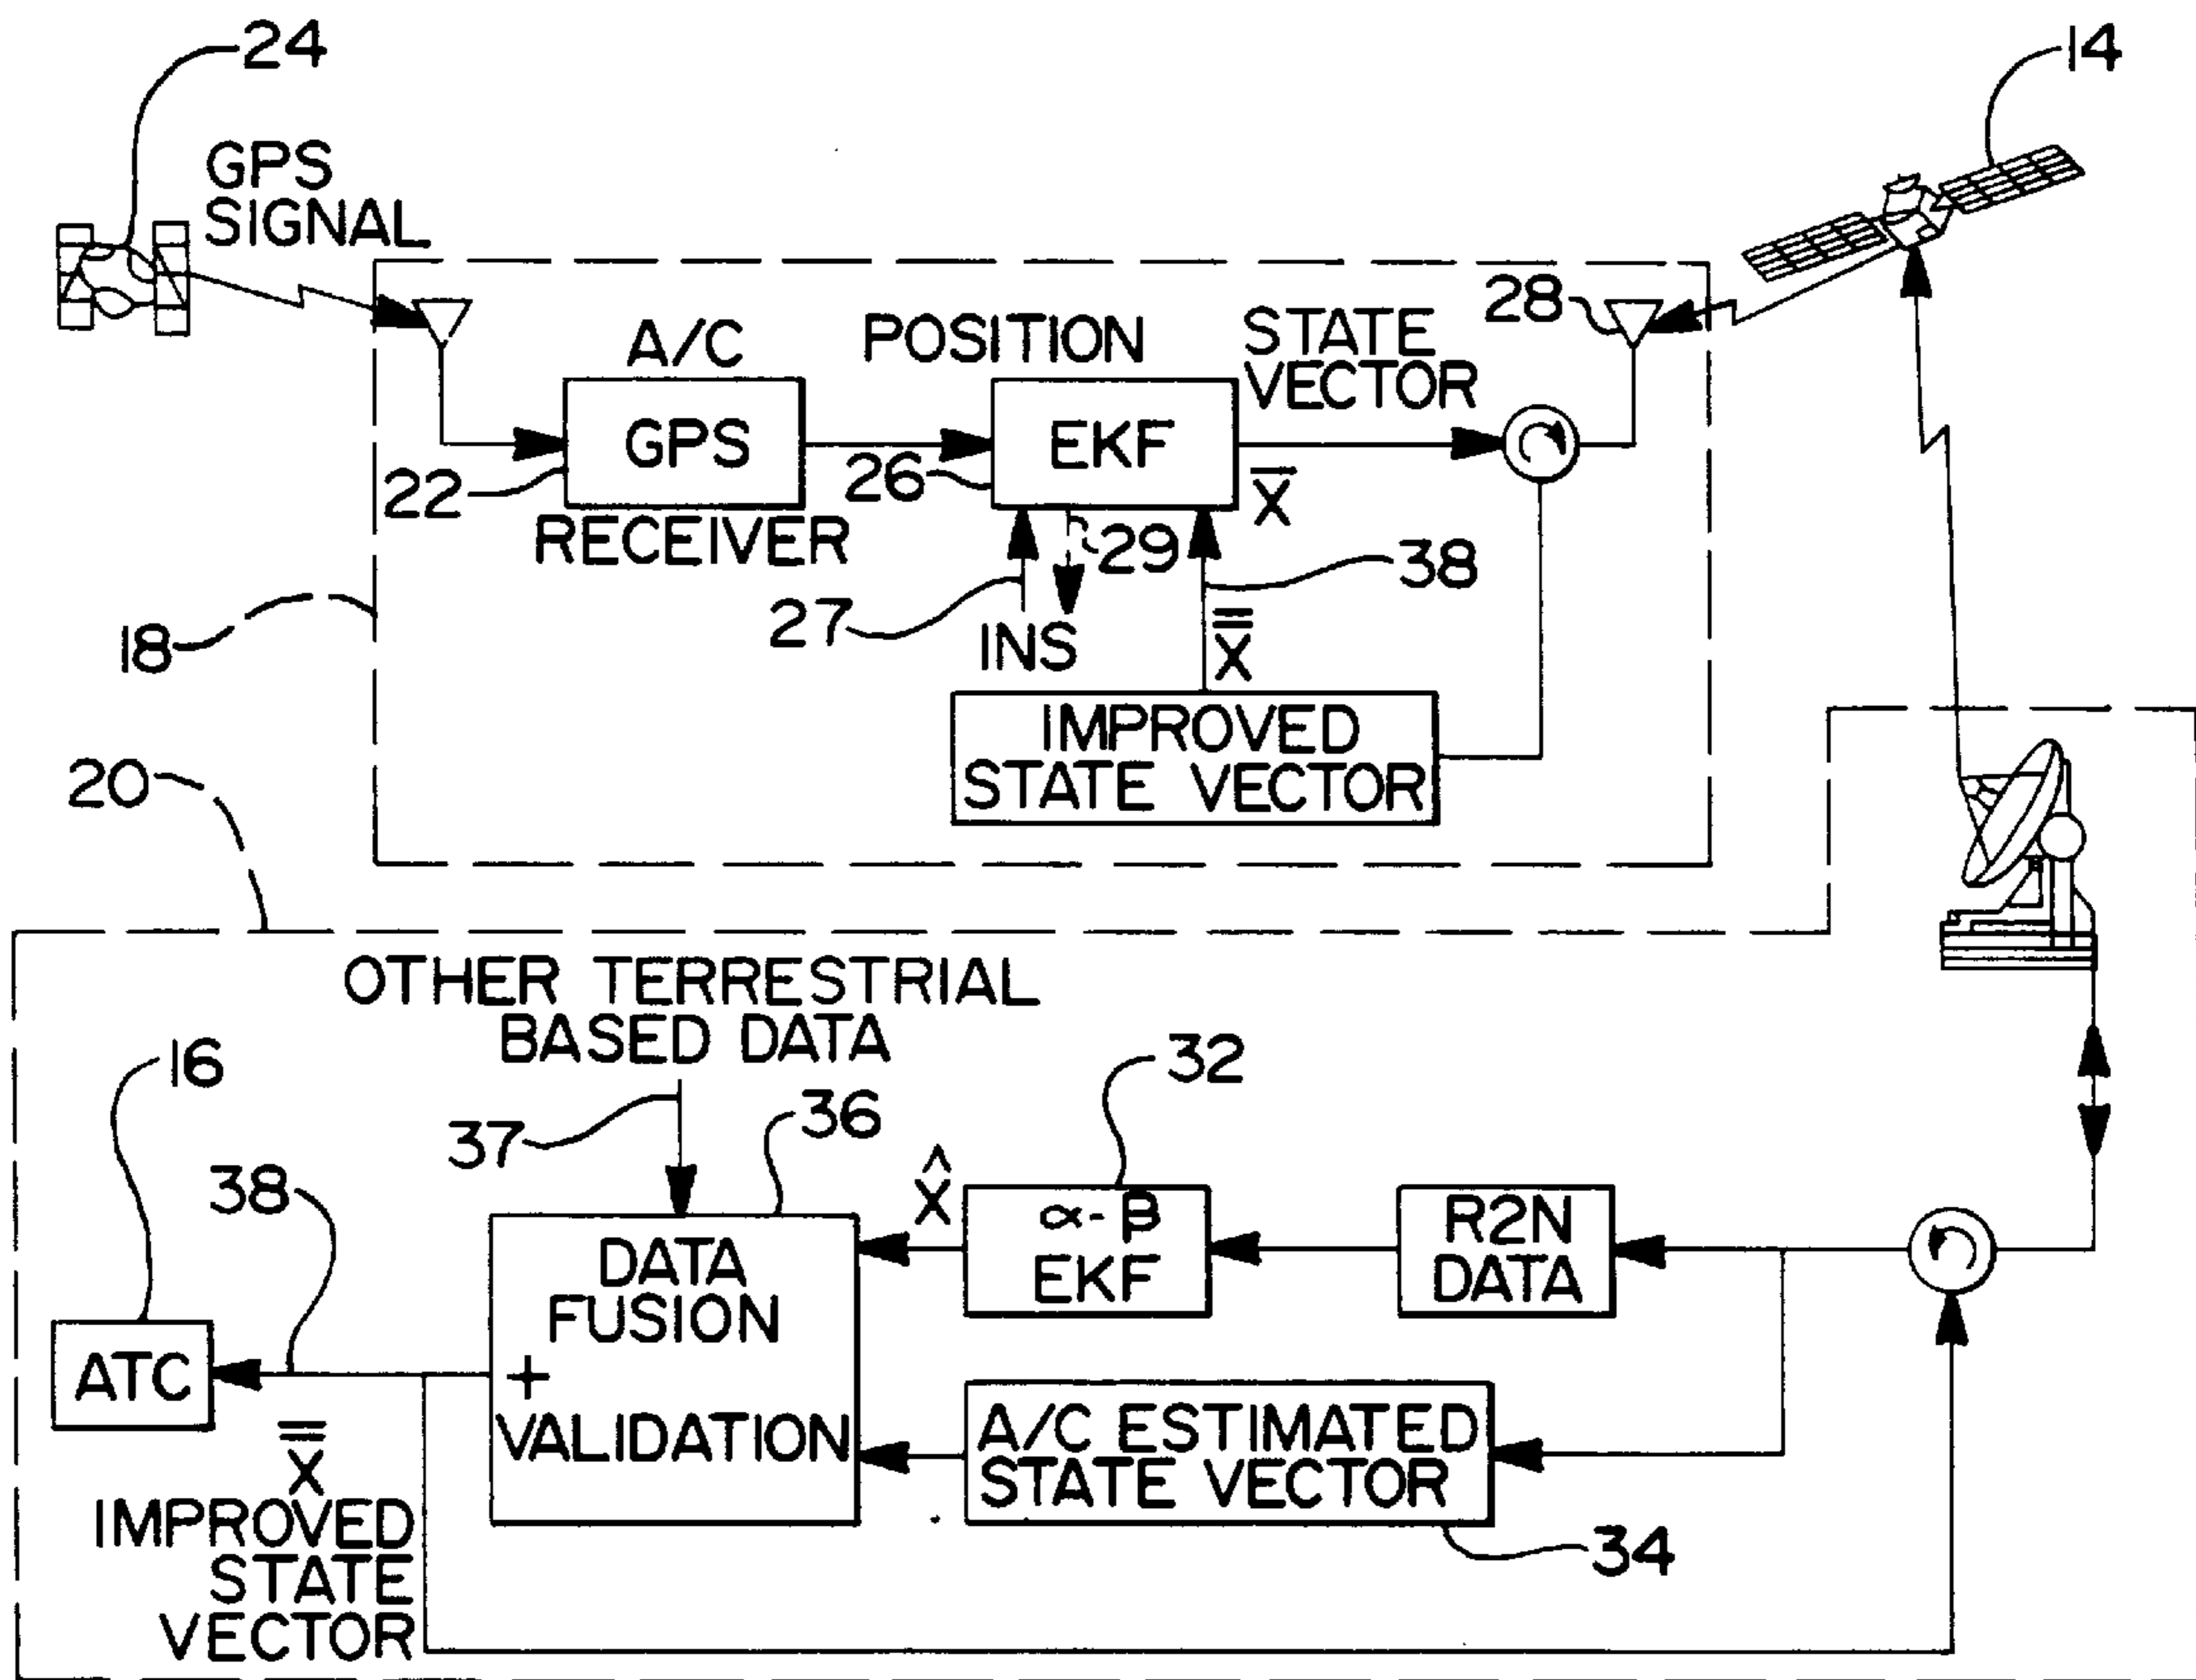 24
14
GPS
SIGNAL
28
A/C
POSITION
STATE
VECTOR
GPS
EKF
22
26
X̅
RECEIVER
29
38
27
INS
X̿
18
IMPROVED
STATE VECTOR
20
OTHER TERRESTRIAL
BASED DATA
16
32
37
36
38
X̂
α-β
EKF
R2N
DATA
DATA
FUSION
+
VALIDATION
ATC
A/C ESTIMATED
STATE VECTOR
X̿
IMPROVED
STATE
VECTOR
34